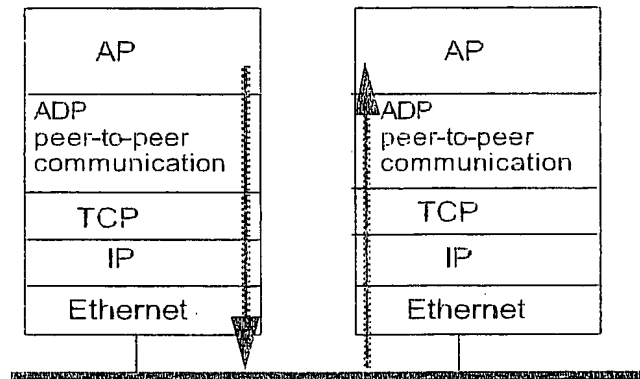 AP
ADP
peer-to-peer
communication
TCP
IP
Ethernet
AP
ADP
peer-to-peer
communication
TCP
IP
Ethernet